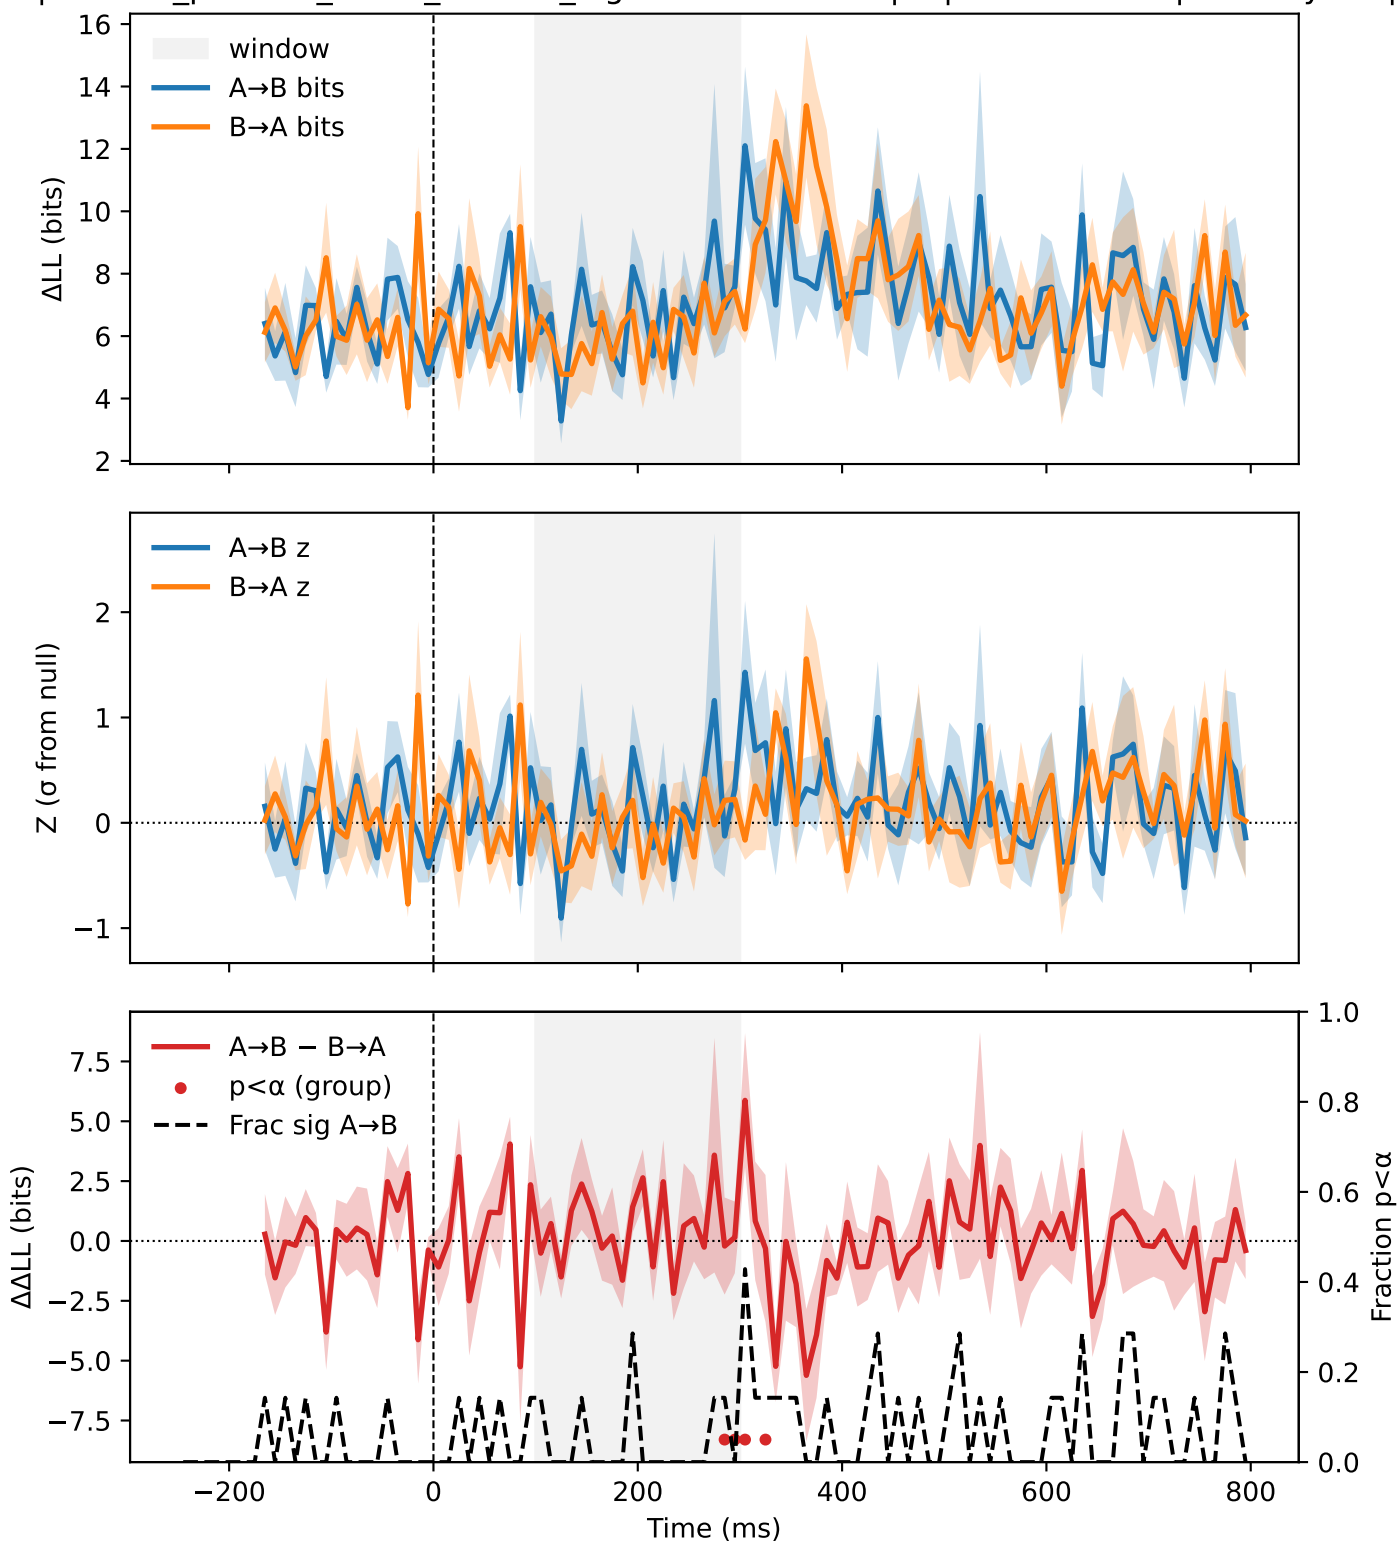 16
14
12
10
8
6
4
2
ΔLL (bits)
window
A→B bits
B→A bits
2
1
0
−1
Z (σ from null)
A→B z
B→A z
7.5
5.0
2.5
0.0
−2.5
−5.0
−7.5
ΔΔLL (bits)
A→B − B→A
p<α (group)
Frac sig A→B
1.0
0.8
0.6
0.4
0.2
0.0
Fraction p<α
−200
0
200
400
600
800
Time (ms)